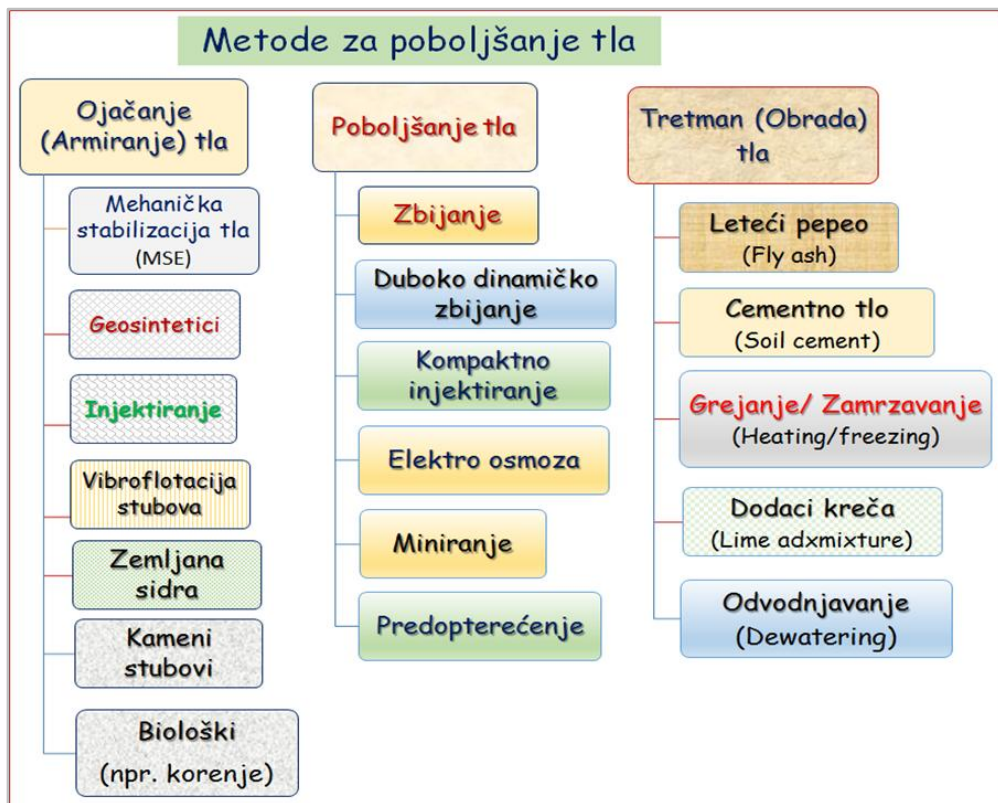 Metode za poboljšanje tla
Ojačanje
(Armiranje) tla
Mehanička
stabilizacija tla
(MSE)
Geosintetici
Injektiranje
Vibroflotacija
stubova
Zemljana
sidra
Kameni
stubovi
Biološki
(npr. korenje)
Poboljšanje tla
Zbijanje
Duboko dinamičko
zbijanje
Kompaktno
injektiranje
Elektro osmoza
Miniranje
Predopterećenje
Tretman (Obrada)
tla
Leteći pepeo
(Fly ash)
Cementno tlo
(Soil cement)
Grejanje/ Zamrzavanje
(Heating/freezing)
Dodaci kreča
(Lime adxmixture)
Odvodnjavanje
(Dewatering)